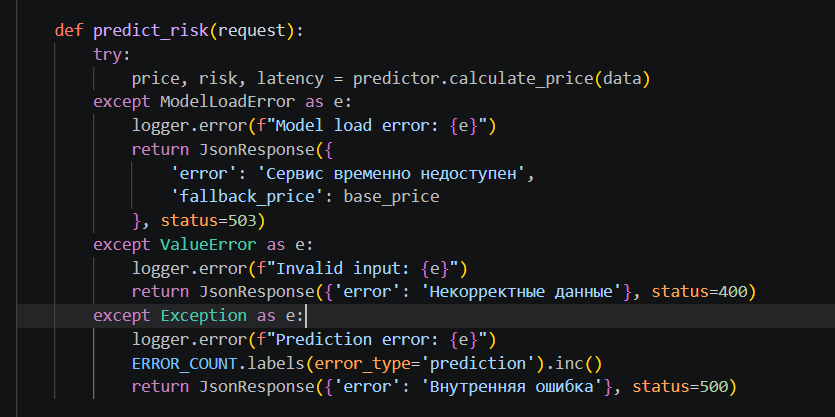 def predict_risk(request):
    try:
        price, risk, latency = predictor.calculate_price(data)
    except ModelLoadError as e:
        logger.error(f"Model load error: {e}")
        return JsonResponse({
            'error': 'Сервис временно недоступен',
            'fallback_price': base_price
        }, status=503)
    except ValueError as e:
        logger.error(f"Invalid input: {e}")
        return JsonResponse({'error': 'Некорректные данные'}, status=400)
    except Exception as e:
        logger.error(f"Prediction error: {e}")
        ERROR_COUNT.labels(error_type='prediction').inc()
        return JsonResponse({'error': 'Внутренняя ошибка'}, status=500)